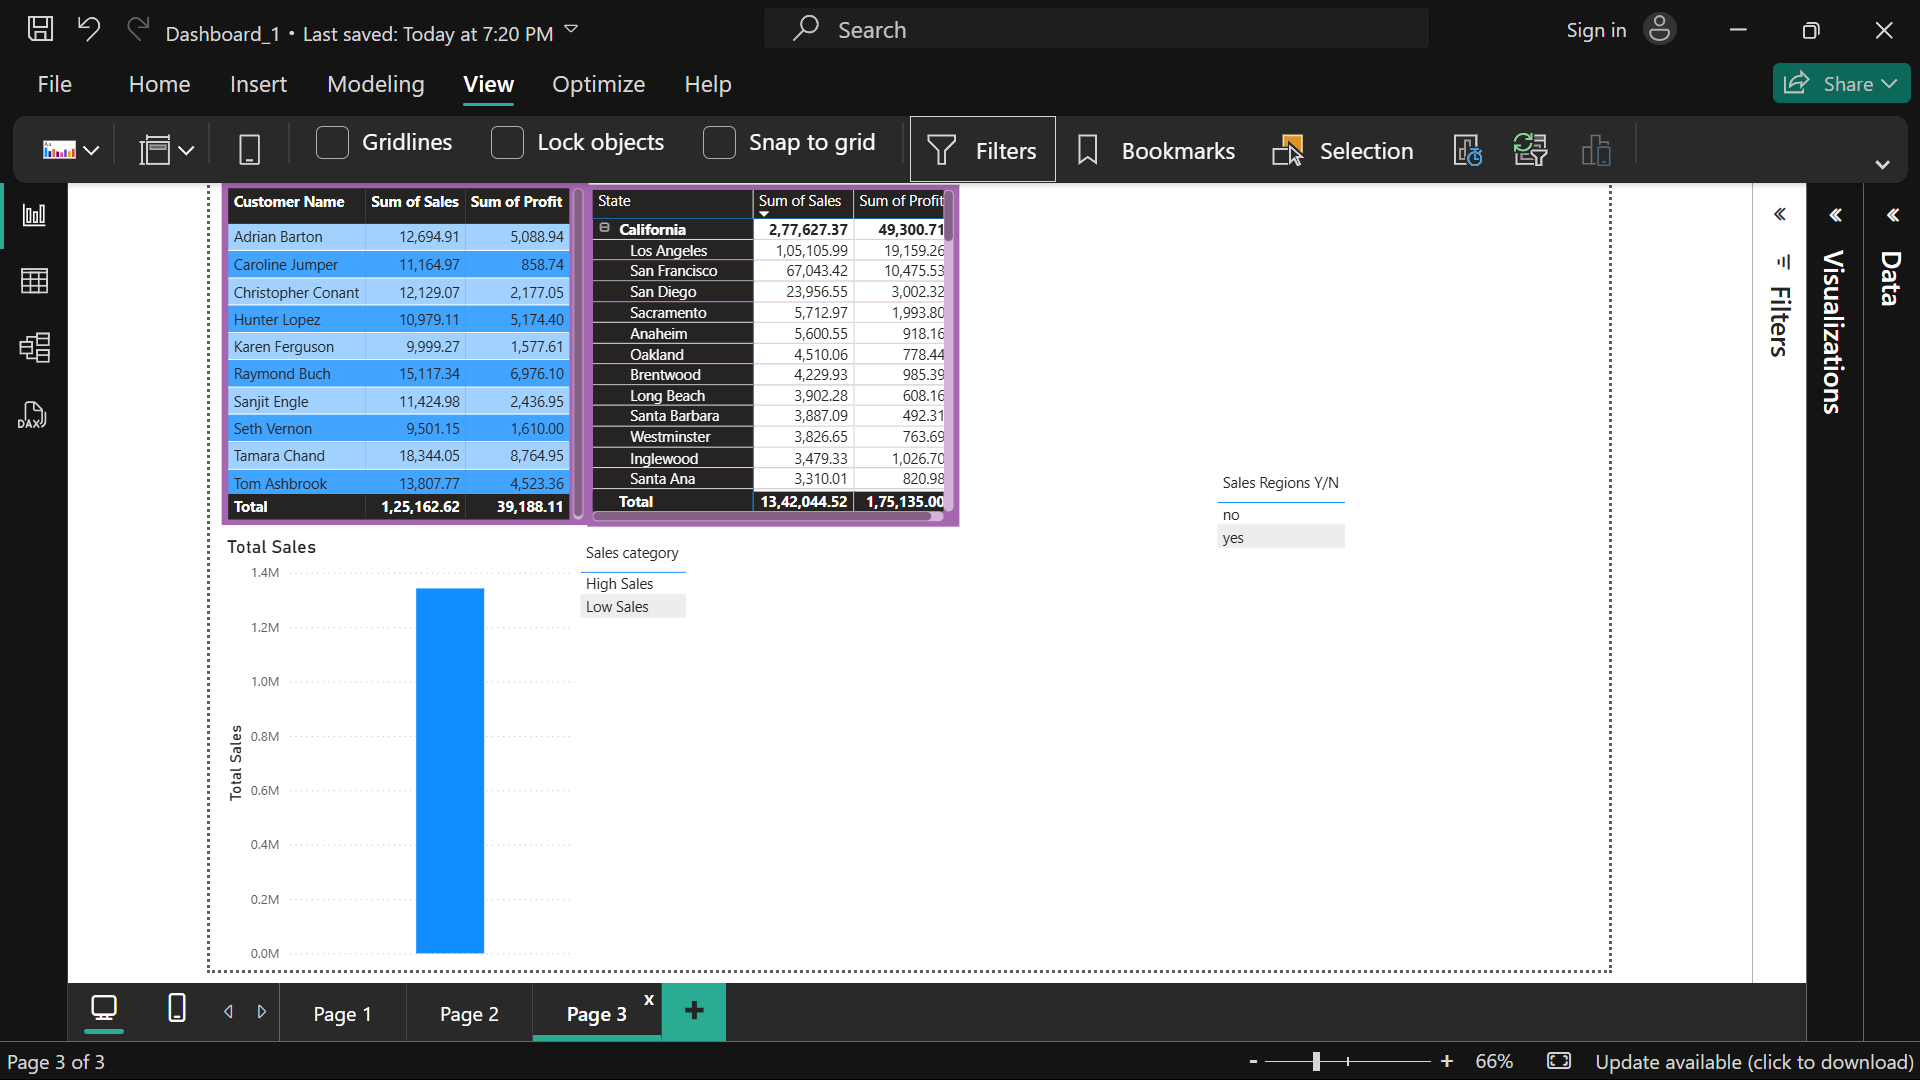 Dashboard_1 • Last saved: Today at 7:20 PM
Search
Sign in
File Home Insert Modeling View Optimize Help
Share
Gridlines Lock objects Snap to grid Filters Bookmarks Selection
Customer Name Sum of Sales Sum of Profit
Adrian Barton 12,694.91 5,088.94
Caroline Jumper 11,164.97 858.74
Christopher Conant 12,129.07 2,177.05
Hunter Lopez 10,979.11 5,174.40
Karen Ferguson 9,999.27 1,577.61
Raymond Buch 15,117.34 6,976.10
Sanjit Engle 11,424.98 2,436.95
Seth Vernon 9,501.15 1,610.00
Tamara Chand 18,344.05 8,764.95
Tom Ashbrook 13,807.77 4,523.36
Total 1,25,162.62 39,188.11
State Sum of Sales Sum of Profit
California 2,77,627.37 49,300.71
Los Angeles 1,05,105.99 19,159.26
San Francisco 67,043.42 10,475.53
San Diego 23,956.55 3,002.32
Sacramento 5,712.97 1,993.80
Anaheim 5,600.55 918.16
Oakland 4,510.06 778.44
Brentwood 4,229.93 985.39
Long Beach 3,902.28 608.16
Santa Barbara 3,887.09 492.31
Westminster 3,826.65 763.69
Inglewood 3,479.33 1,026.70
Santa Ana 3,310.01 820.98
Total 13,42,044.52 1,75,135.00
Sales Regions Y/N
no
yes
Total Sales
1.4M
1.2M
1.0M
0.8M
0.6M
0.4M
0.2M
0.0M
Total Sales
Sales category
High Sales
Low Sales
Filters
Visualizations
Data
DAX
Page 1 Page 2 Page 3 x +
Page 3 of 3
- + 66%
Update available (click to download)